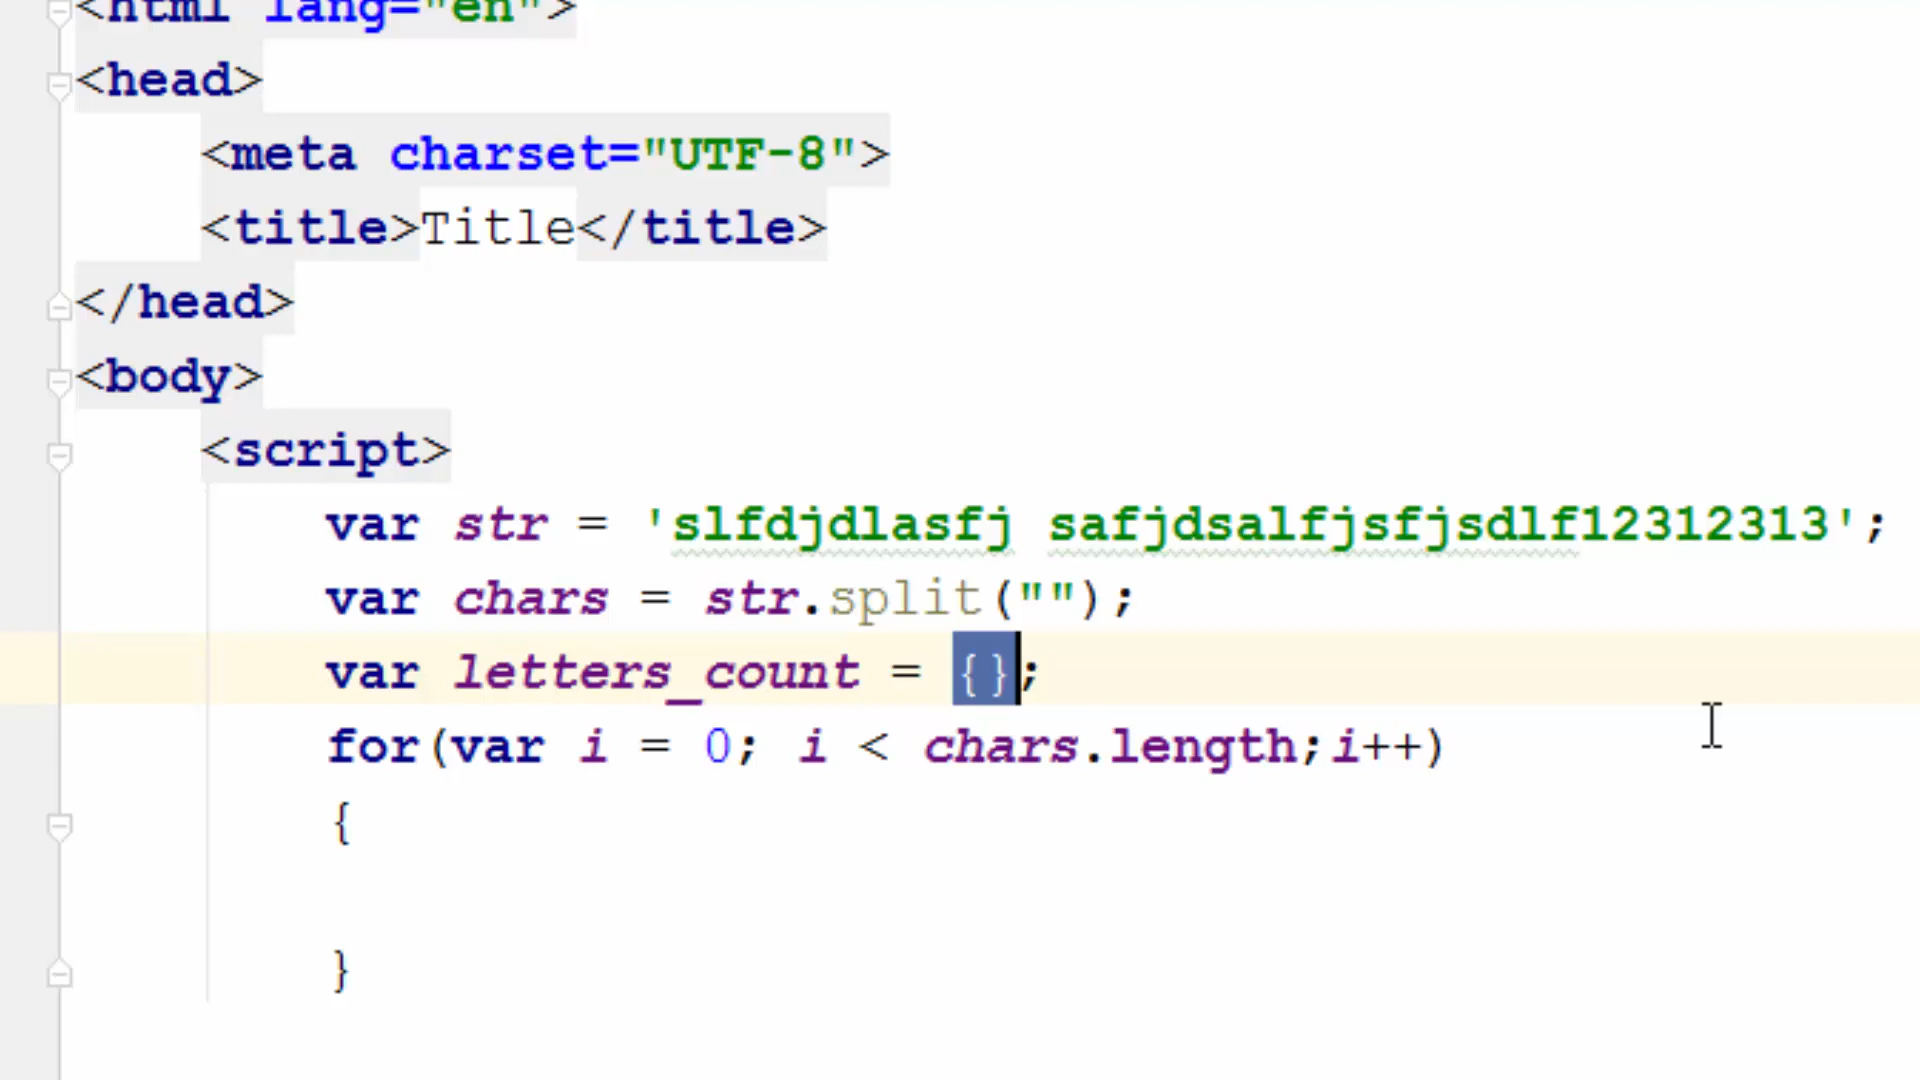 <html lang="en">
<head>
<meta charset="UTF-8">
<title>Title</title>
</head>
<body>
<script>
var str = 'slfdjdlasfj safjdsalfjsfjsdlf12312313';
var chars = str.split("");
var letters_count = {};
for(var i = 0; i < chars.length;i++)
{
}